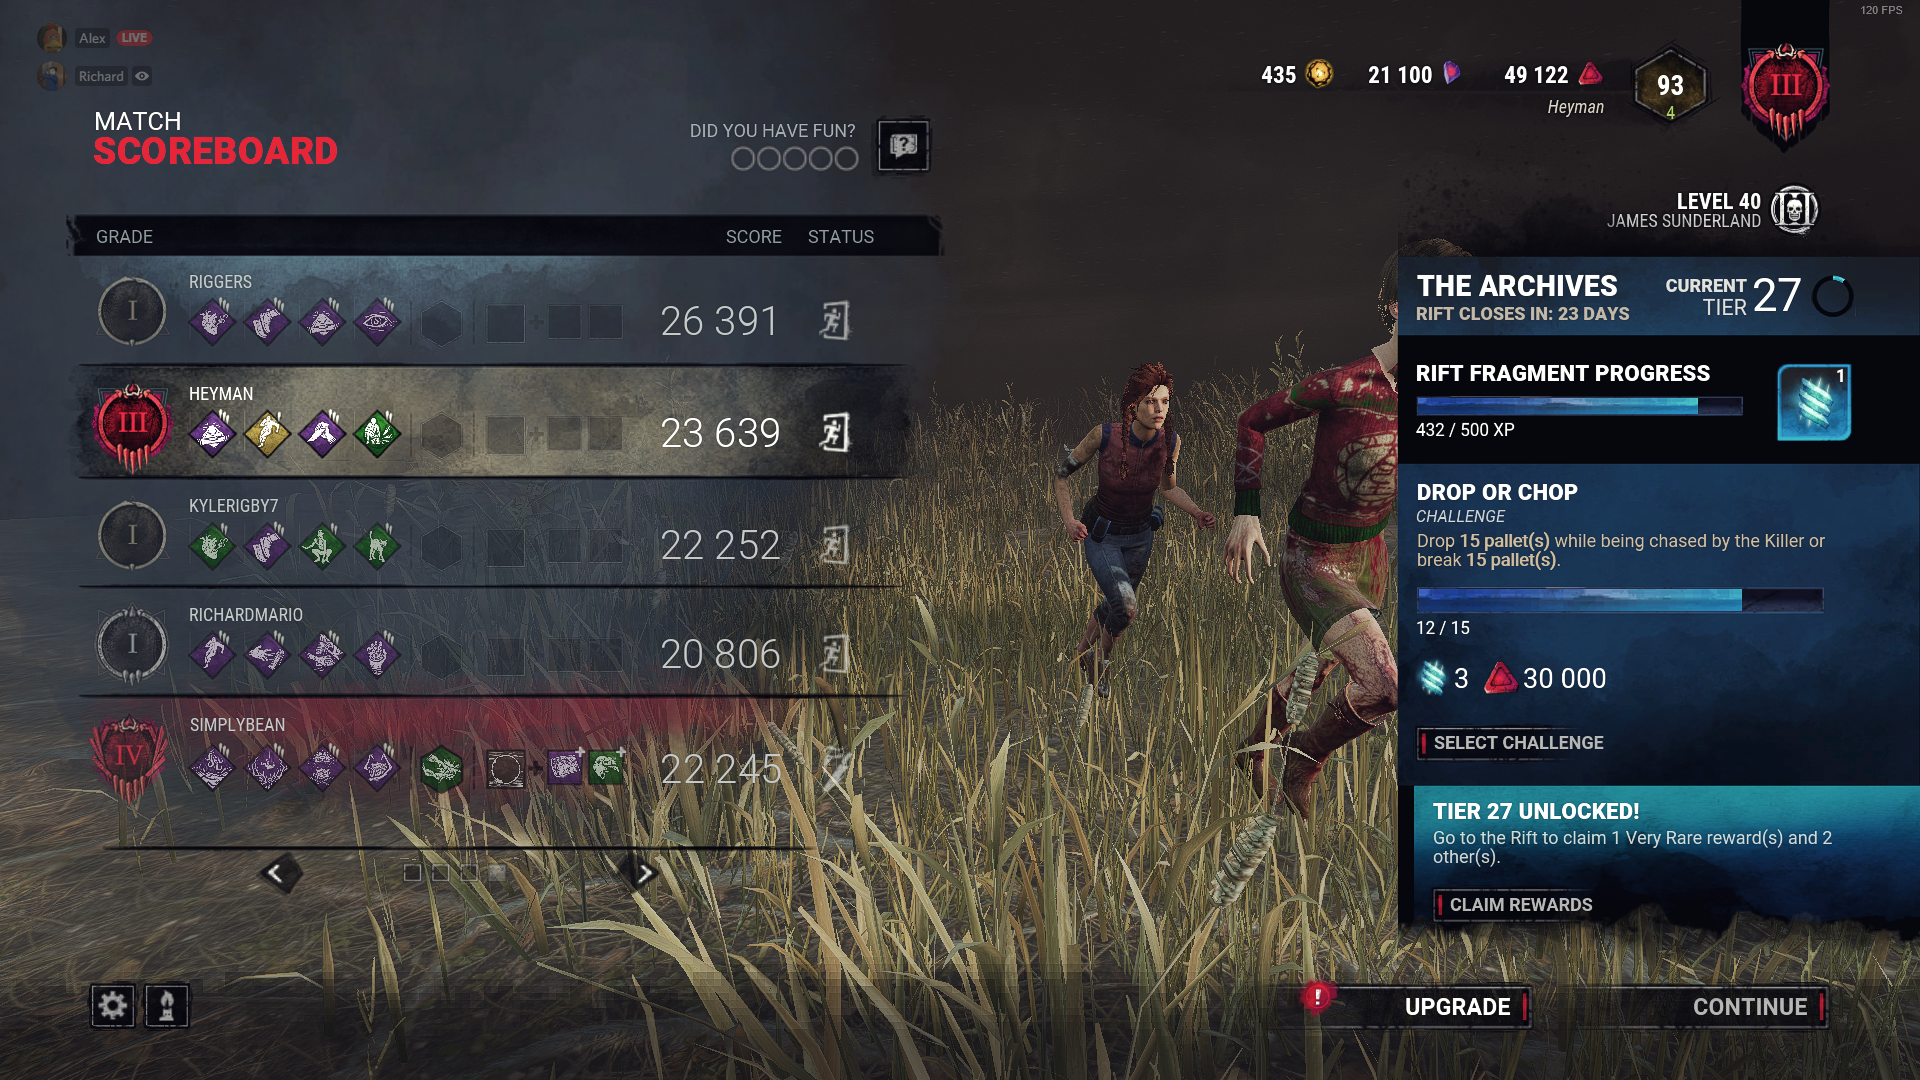 120 FPS
Alex LIVE
Richard
MATCH
SCOREBOARD
DID YOU HAVE FUN?
435
21 100
49 122
Heyman
93
4
III
LEVEL 40
JAMES SUNDERLAND
III
GRADE SCORE STATUS
I
RIGGERS
26 391
III
HEYMAN
23 639
I
KYLERIGBY7
22 252
I
RICHARDMARIO
20 806
IV
SIMPLYBEAN
22 245
THE ARCHIVES
RIFT CLOSES IN: 23 DAYS
CURRENT
TIER 27
RIFT FRAGMENT PROGRESS
1
432 / 500 XP
DROP OR CHOP
CHALLENGE
Drop 15 pallet(s) while being chased by the Killer or
break 15 pallet(s).
12 / 15
3 30 000
SELECT CHALLENGE
TIER 27 UNLOCKED!
Go to the Rift to claim 1 Very Rare reward(s) and 2
other(s).
CLAIM REWARDS
UPGRADE
CONTINUE